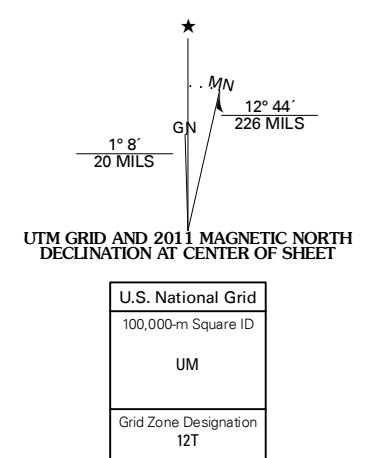 ★
MN
12° 44´
226 MILS
GN
1° 8´
20 MILS
UTM GRID AND 2011 MAGNETIC NORTH
DECLINATION AT CENTER OF SHEET
U.S. National Grid
100,000-m Square ID
UM
Grid Zone Designation
12T